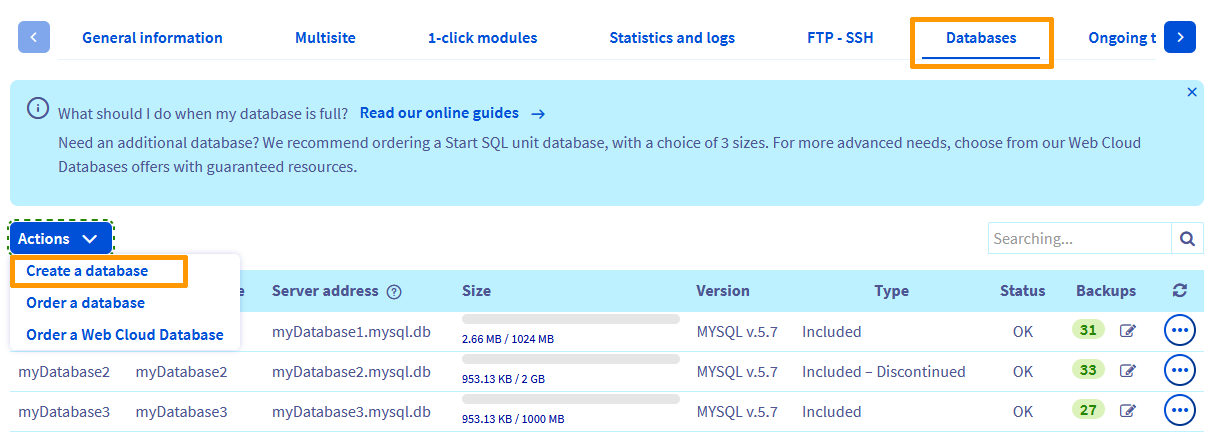 General information Multisite 1-click modules Statistics and logs FTP - SSH Databases Ongoing t
What should I do when my database is full? Read our online guides →
Need an additional database? We recommend ordering a Start SQL unit database, with a choice of 3 sizes. For more advanced needs, choose from our Web Cloud
Databases offers with guaranteed resources.
Actions
Searching...
Create a database
Order a database
Order a Web Cloud Database
e Server address Size Version Type Status Backups
myDatabase1.mysql.db 2.66 MB / 1024 MB MYSQL v.5.7 Included OK 31
myDatabase2 myDatabase2 myDatabase2.mysql.db 953.13 KB / 2 GB MYSQL v.5.7 Included – Discontinued OK 33
myDatabase3 myDatabase3 myDatabase3.mysql.db 953.13 KB / 1000 MB MYSQL v.5.7 Included OK 27